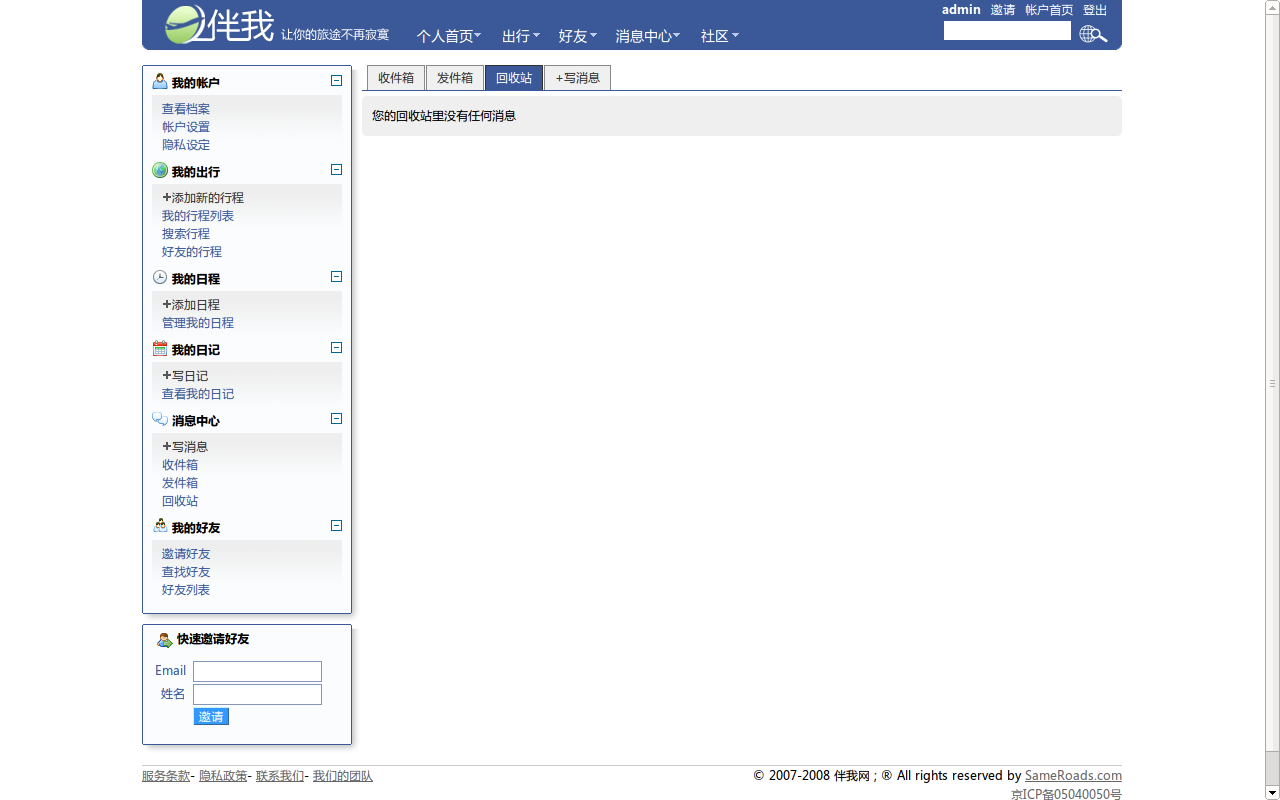 admin 邀请 帐户首页 登出
伴我 让你的旅途不再寂寞 个人首页 出行 好友 消息中心 社区
我的帐户
查看档案
帐户设置
隐私设定
我的出行
+添加新的行程
我的行程列表
搜索行程
好友的行程
我的日程
+添加日程
管理我的日程
我的日记
+写日记
查看我的日记
消息中心
+写消息
收件箱
发件箱
回收站
我的好友
邀请好友
查找好友
好友列表
快速邀请好友
Email
姓名
邀请
收件箱 发件箱 回收站 +写消息
您的回收站里没有任何消息
服务条款- 隐私政策- 联系我们- 我们的团队
© 2007-2008 伴我网 ; ® All rights reserved by SameRoads.com
京ICP备05040050号